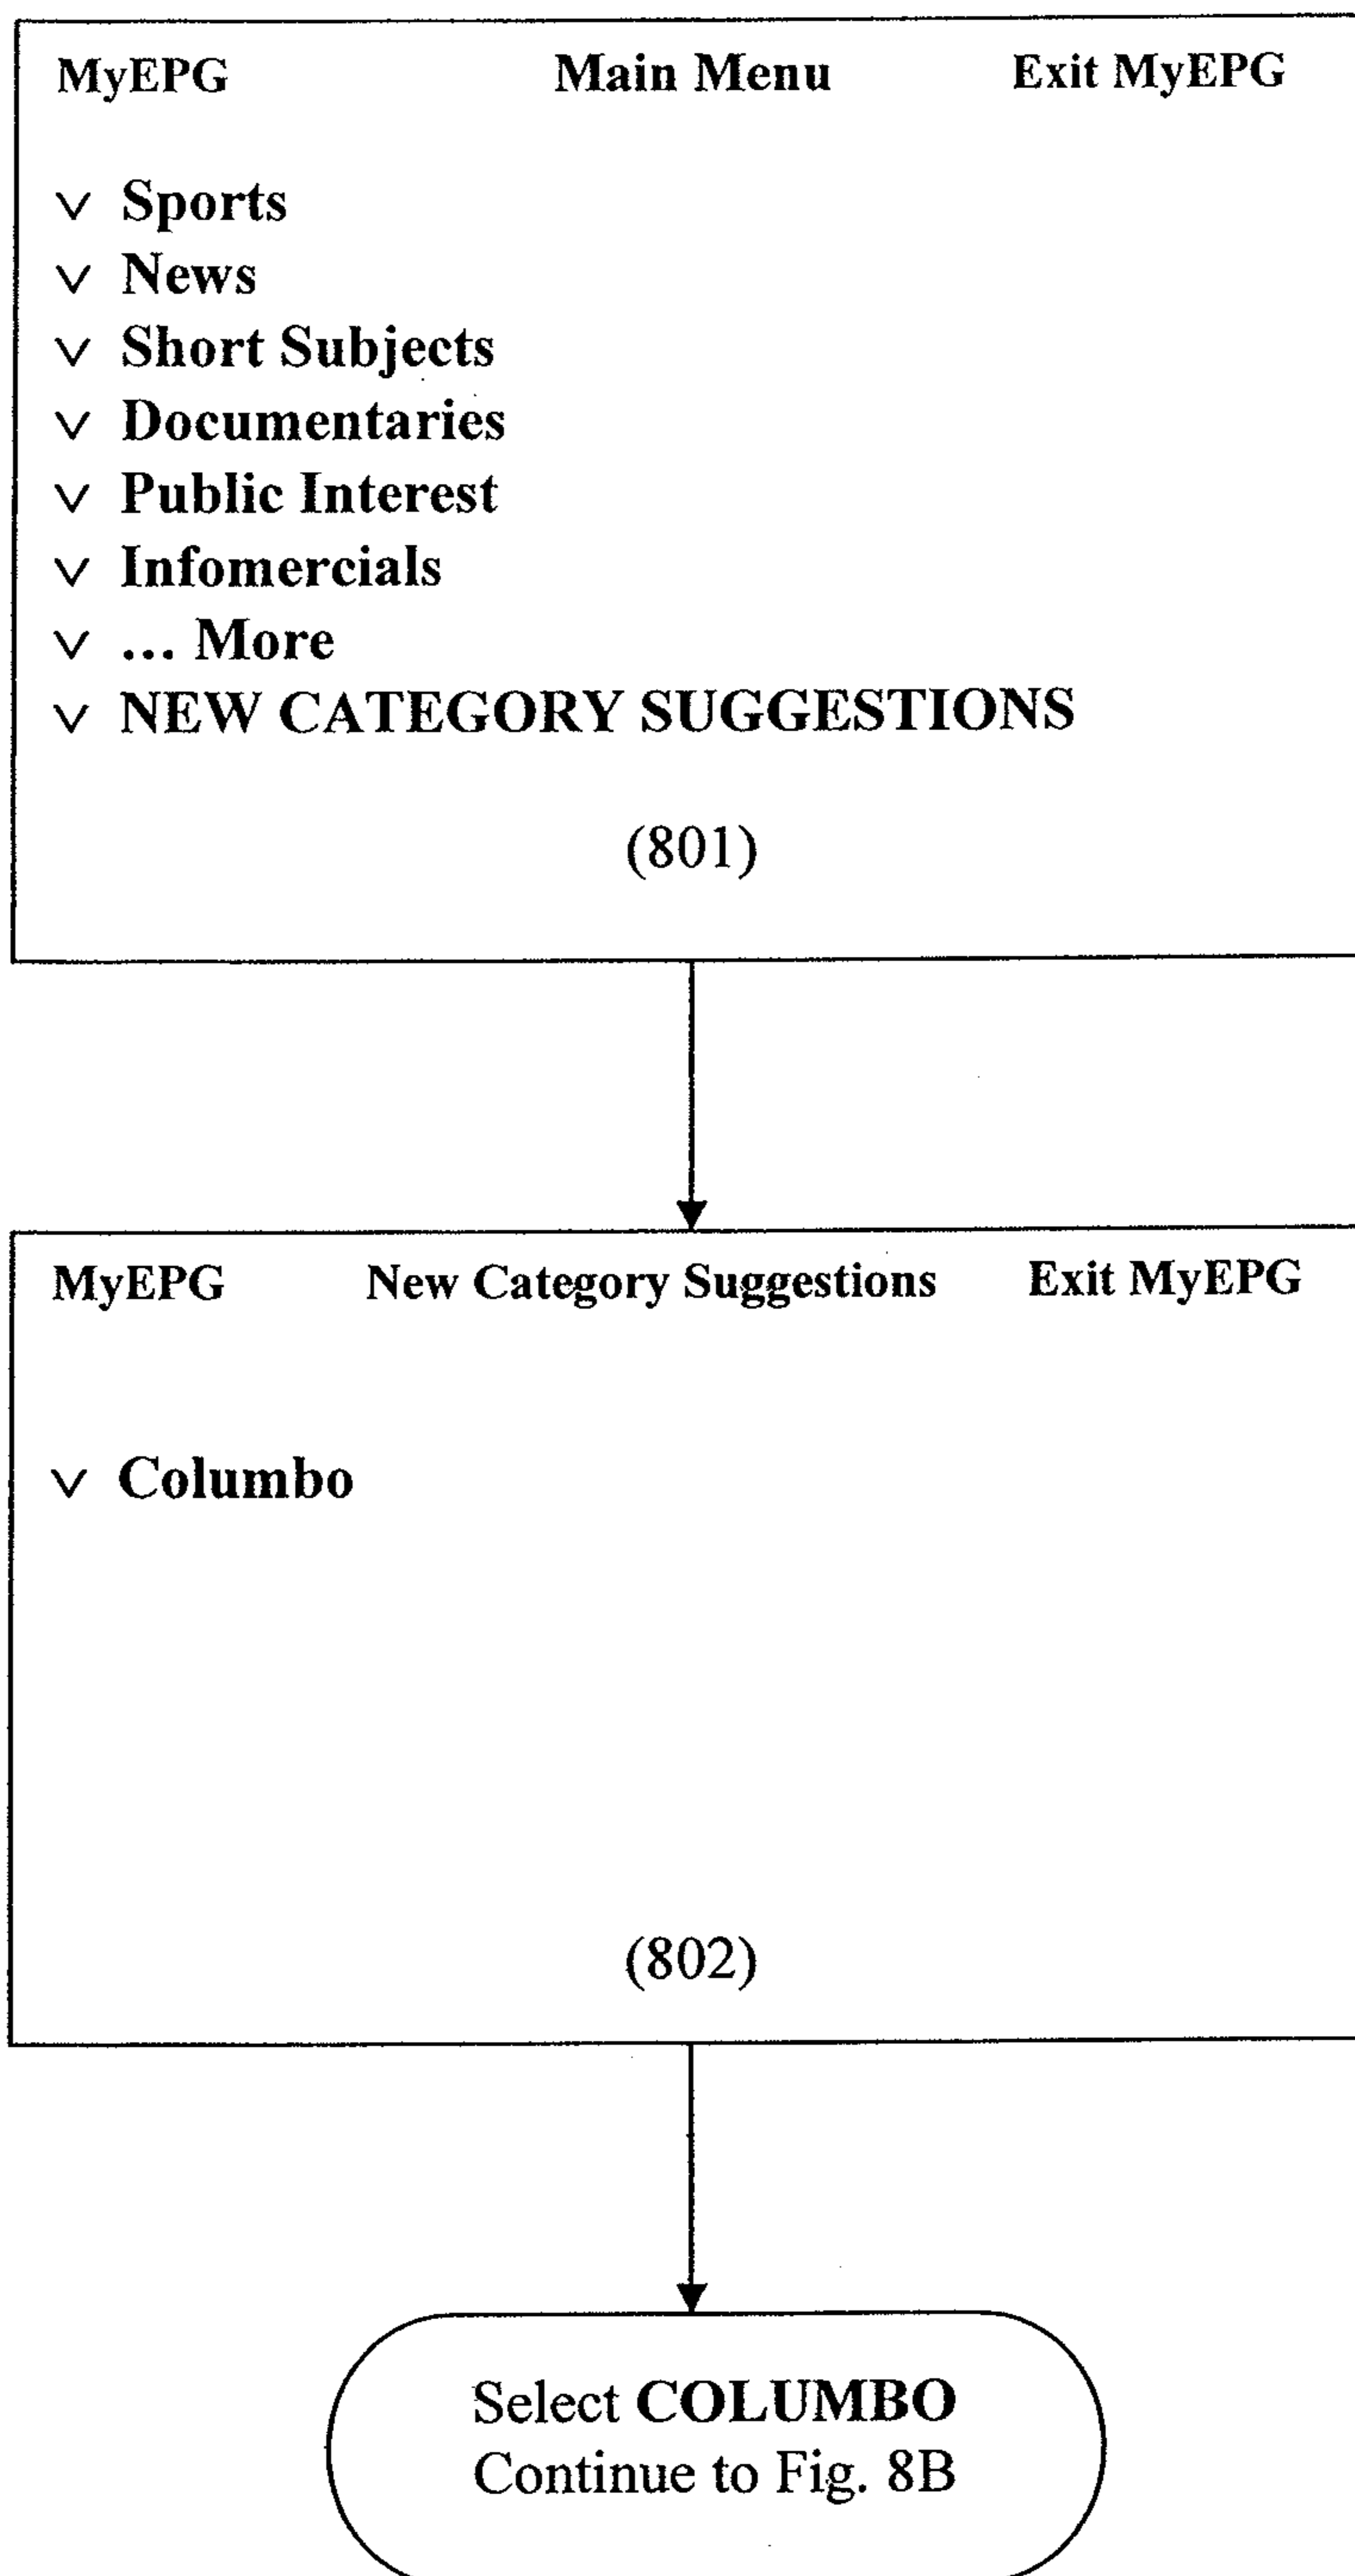 MyEPG Main Menu Exit MyEPG
∨ Sports
∨ News
∨ Short Subjects
∨ Documentaries
∨ Public Interest
∨ Infomercials
∨ ... More
∨ NEW CATEGORY SUGGESTIONS
(801)
MyEPG New Category Suggestions Exit MyEPG
∨ Columbo
(802)
Select COLUMBO
Continue to Fig. 8B